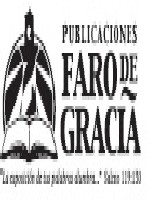 PUBLICACIONES
FARO DE
GRACIA
"La exposición de tus palabras alumbra..." Salmo 119:130